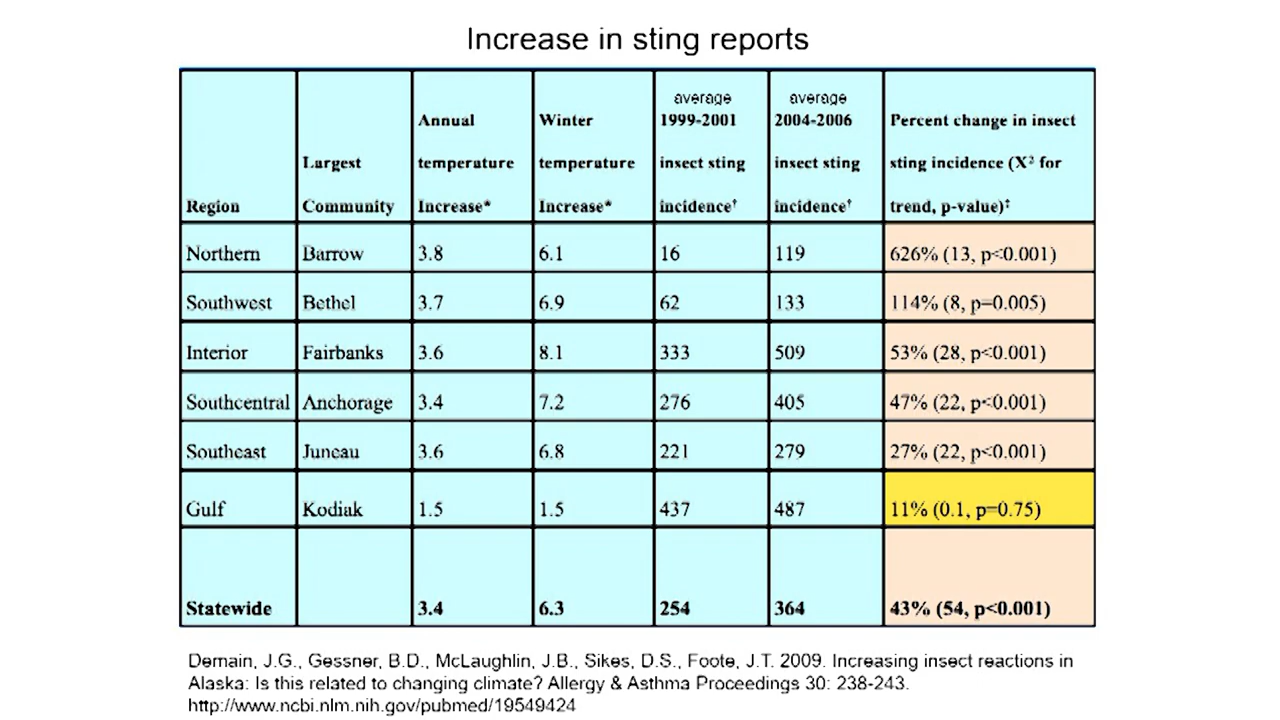 Increase in sting reports
Region | Largest Community | Annual temperature Increase* | Winter temperature Increase* | average 1999-2001 insect sting incidence† | average 2004-2006 insect sting incidence† | Percent change in insect sting incidence (X² for trend, p-value)‡
Northern | Barrow | 3.8 | 6.1 | 16 | 119 | 626% (13, p<0.001)
Southwest | Bethel | 3.7 | 6.9 | 62 | 133 | 114% (8, p=0.005)
Interior | Fairbanks | 3.6 | 8.1 | 333 | 509 | 53% (28, p<0.001)
Southcentral | Anchorage | 3.4 | 7.2 | 276 | 405 | 47% (22, p<0.001)
Southeast | Juneau | 3.6 | 6.8 | 221 | 279 | 27% (22, p<0.001)
Gulf | Kodiak | 1.5 | 1.5 | 437 | 487 | 11% (0.1, p=0.75)
Statewide | | 3.4 | 6.3 | 254 | 364 | 43% (54, p<0.001)
Demain, J.G., Gessner, B.D., McLaughlin, J.B., Sikes, D.S., Foote, J.T. 2009. Increasing insect reactions in
Alaska: Is this related to changing climate? Allergy & Asthma Proceedings 30: 238-243.
http://www.ncbi.nlm.nih.gov/pubmed/19549424